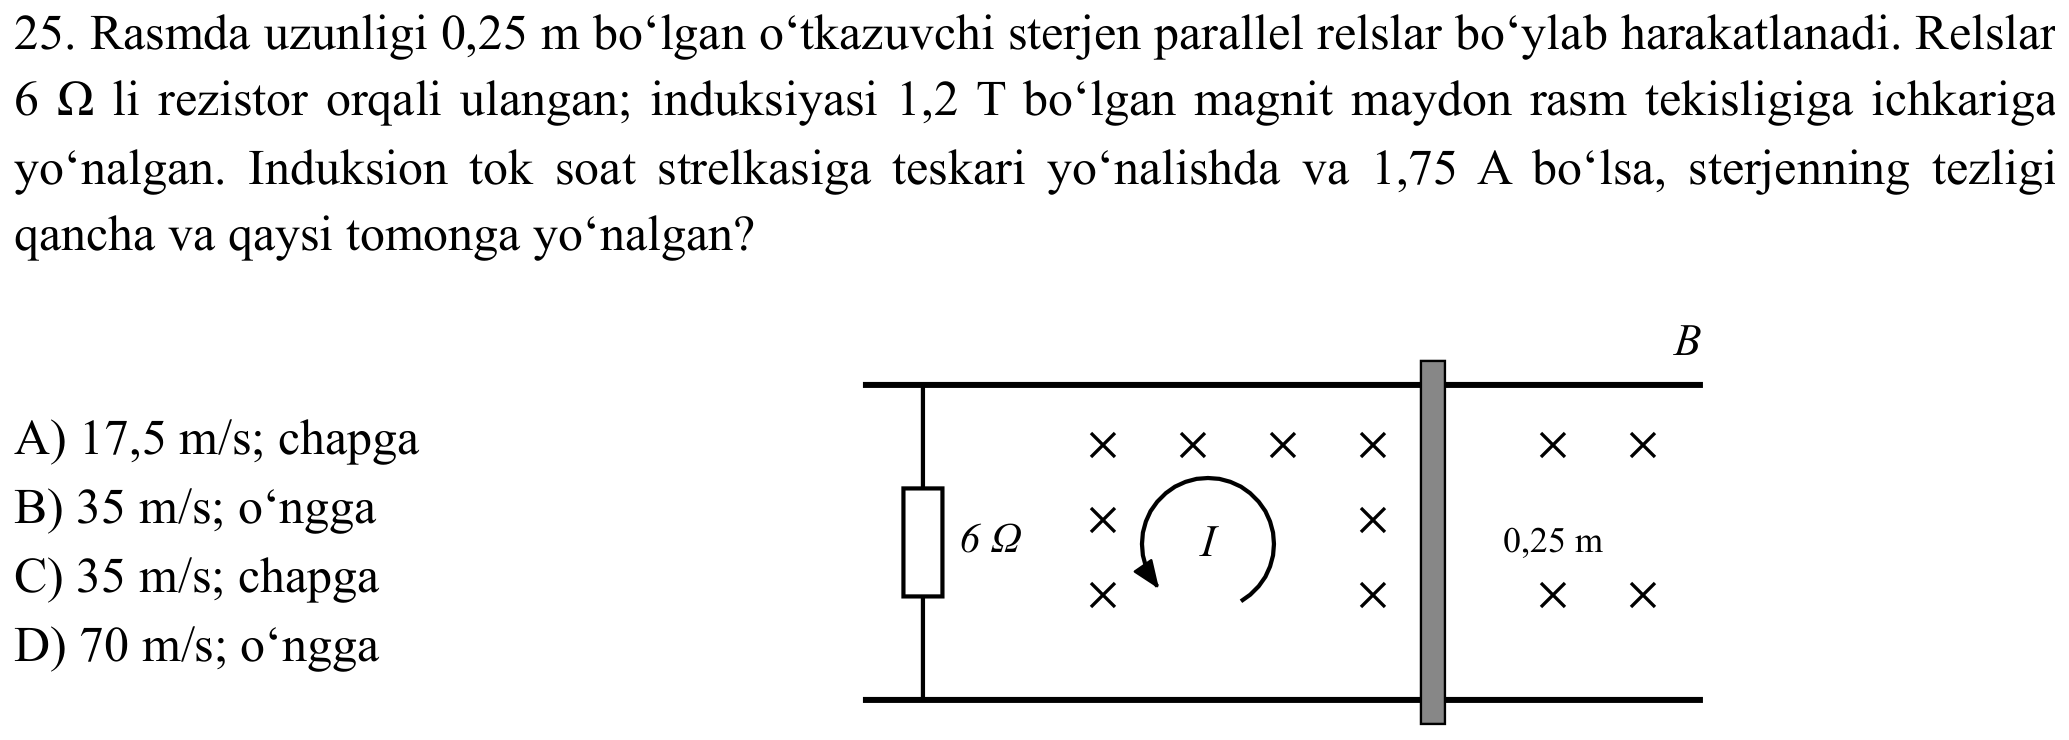 25. Rasmda uzunligi 0,25 m bo‘lgan o‘tkazuvchi sterjen parallel relslar bo‘ylab harakatlanadi. Relslar
6 Ω li rezistor orqali ulangan; induksiyasi 1,2 T bo‘lgan magnit maydon rasm tekisligiga ichkariga
yo‘nalgan. Induksion tok soat strelkasiga teskari yo‘nalishda va 1,75 A bo‘lsa, sterjenning tezligi
qancha va qaysi tomonga yo‘nalgan?
B
A) 17,5 m/s; chapga
B) 35 m/s; o‘ngga
C) 35 m/s; chapga
D) 70 m/s; o‘ngga
6 Ω
I
0,25 m